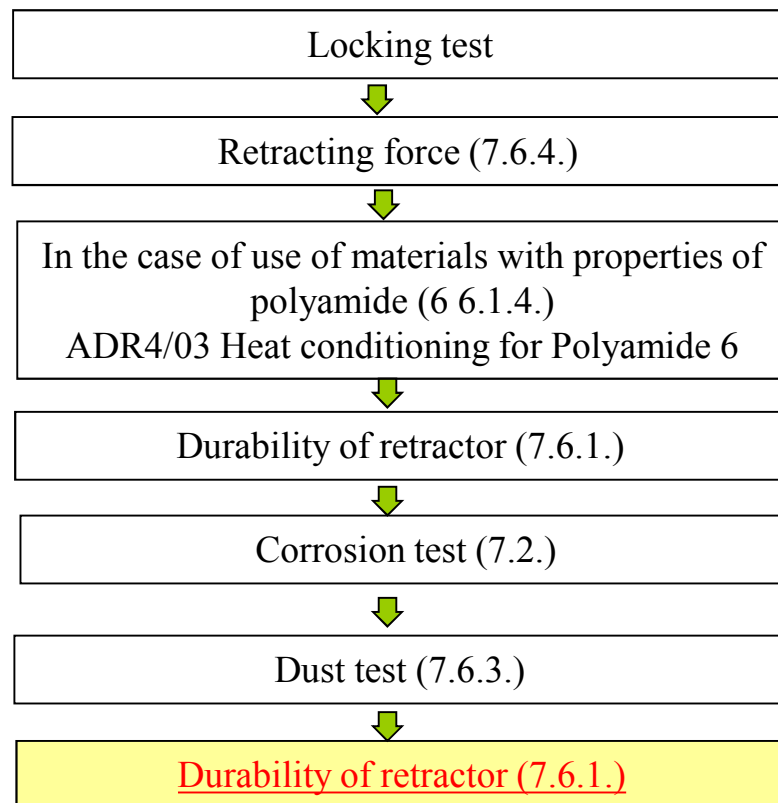 Locking test
Retracting force (7.6.4.)
In the case of use of materials with properties of
polyamide (6 6.1.4.)
ADR4/03 Heat conditioning for Polyamide 6
Durability of retractor (7.6.1.)
Corrosion test (7.2.)
Dust test (7.6.3.)
Durability of retractor (7.6.1.)